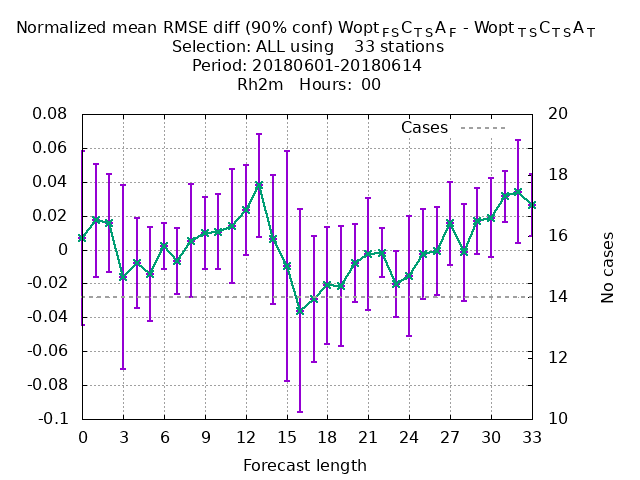 Normalized mean RMSE diff (90% conf) Wopt FS C TS A F - Wopt TS C TS A T
Selection: ALL using 33 stations
Period: 20180601-20180614
Rh2m Hours: 00
Cases
0.08
0.06
0.04
0.02
0
-0.02
-0.04
-0.06
-0.08
-0.1
20
18
16
14
12
10
No cases
0 3 6 9 12 15 18 21 24 27 30 33
Forecast length